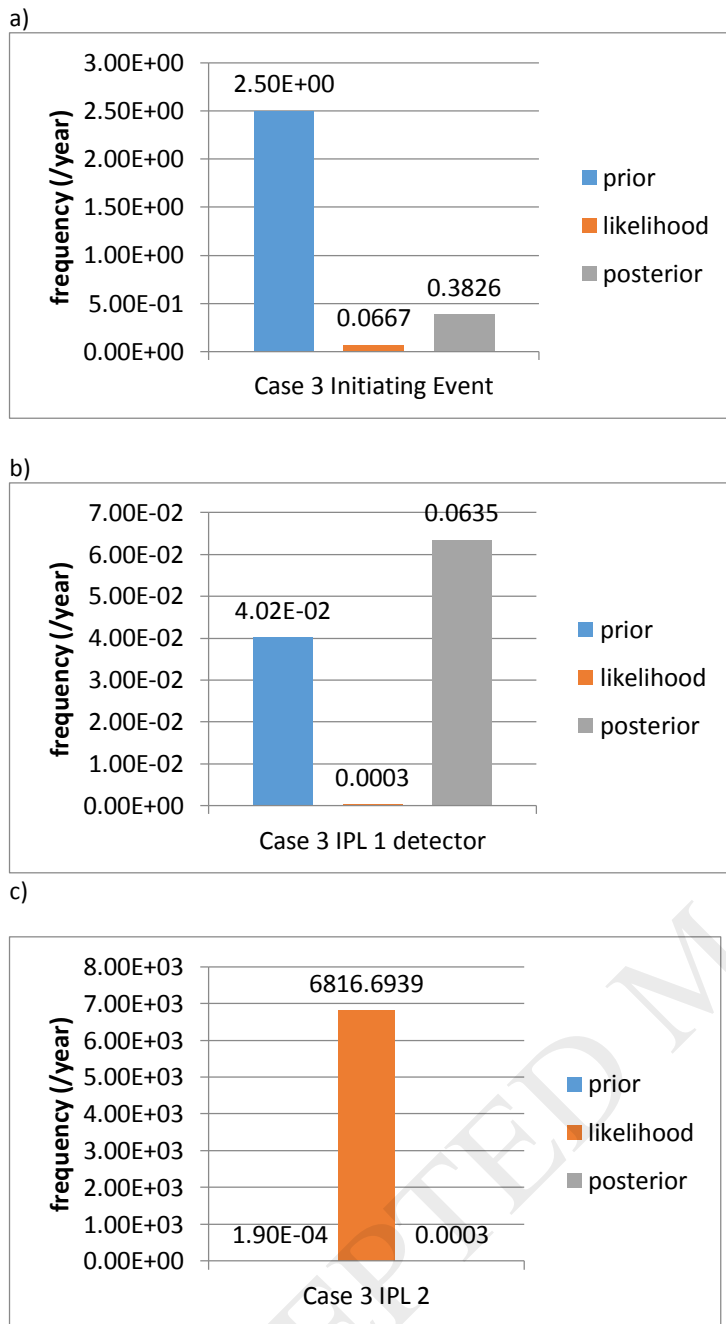 a)
3.00E+00
2.50E+00
2.00E+00
1.50E+00
1.00E+00
5.00E-01
0.00E+00
frequency (/year)
2.50E+00
0.0667
0.3826
Case 3 Initiating Event
prior
likelihood
posterior
b)
7.00E-02
6.00E-02
5.00E-02
4.00E-02
3.00E-02
2.00E-02
1.00E-02
0.00E+00
frequency (/year)
4.02E-02
0.0003
0.0635
Case 3 IPL 1 detector
prior
likelihood
posterior
c)
8.00E+03
7.00E+03
6.00E+03
5.00E+03
4.00E+03
3.00E+03
2.00E+03
1.00E+03
0.00E+00
frequency (/year)
1.90E-04
6816.6939
0.0003
Case 3 IPL 2
prior
likelihood
posterior
EPTED M